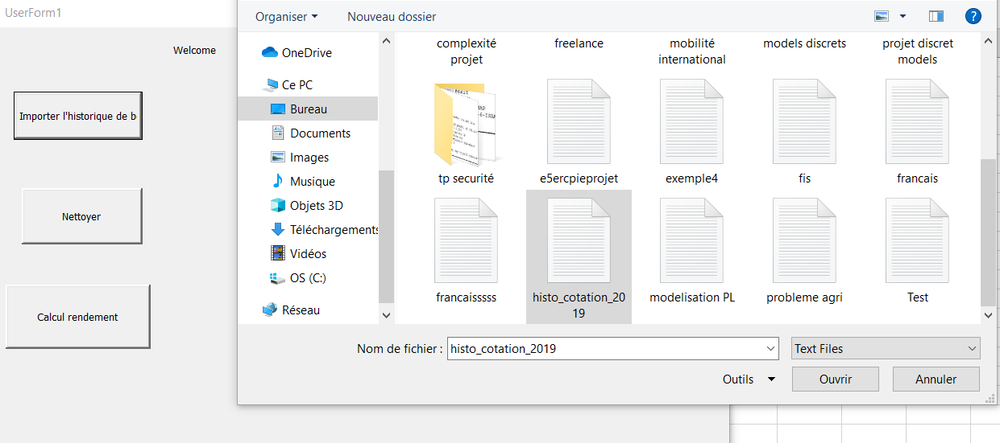 UserForm1
Welcome
Importer l'historique de b
Nettoyer
Calcul rendement
Organiser
Nouveau dossier
?
OneDrive
Ce PC
Bureau
Documents
Images
Musique
Objets 3D
Téléchargements
Vidéos
OS (C:)
Réseau
complexité
projet
freelance
mobilité
international
models discrets
projet discret
models
tp securité
e5ercpieprojet
exemple4
fis
francais
francaisssss
histo_cotation_20
19
modelisation PL
probleme agri
Test
Nom de fichier :
histo_cotation_2019
Text Files
Outils
Ouvrir
Annuler